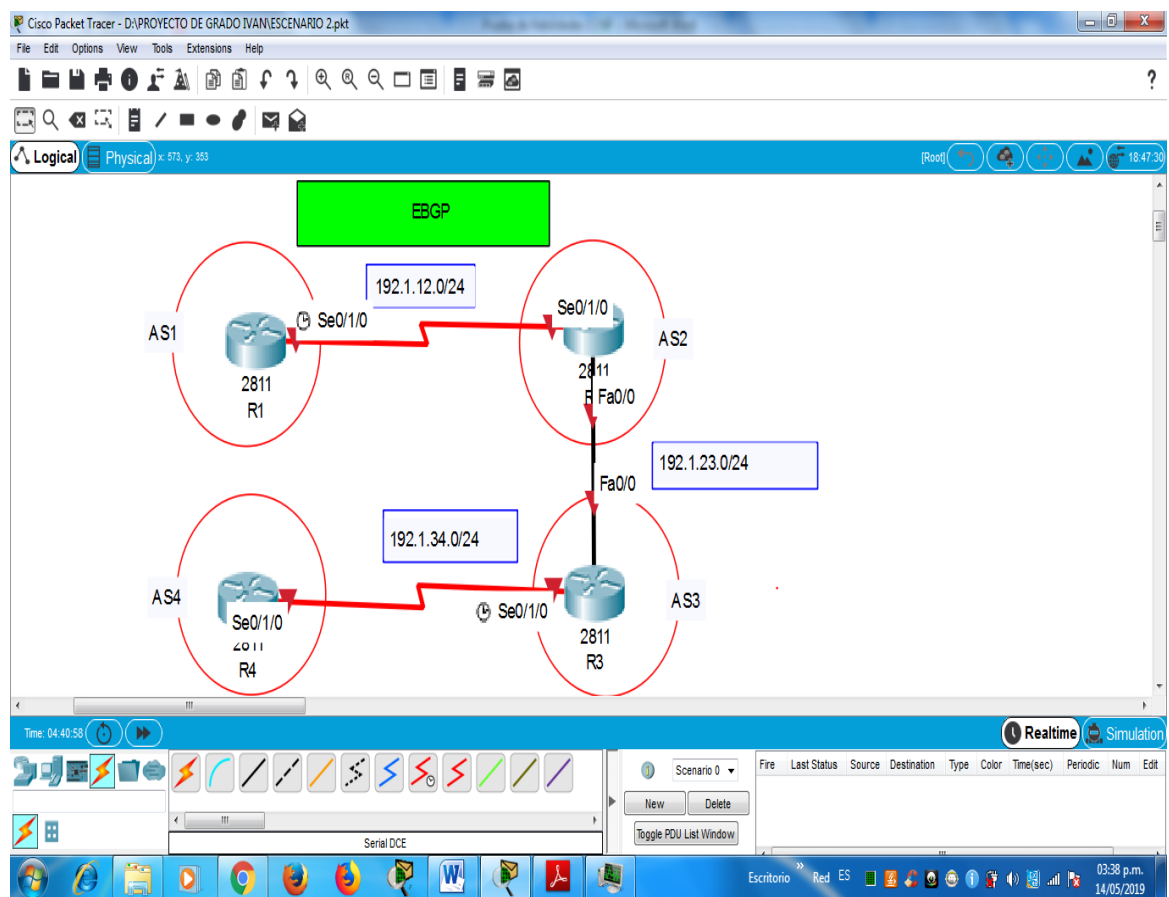 Cisco Packet Tracer - D:\PROYECTO DE GRADO IVAN\ESCENARIO 2.pkt
File Edit Options View Tools Extensions Help
?
Logical Physical x: 573, y: 353 [Root] 18:47:30
EBGP
192.1.12.0/24
Se0/1/0
Se0/1/0
AS1
AS2
2811
R1
2811
R Fa0/0
192.1.23.0/24
Fa0/0
192.1.34.0/24
AS4
Se0/1/0
2811
R4
Se0/1/0
AS3
2811
R3
Time: 04:40:58 Realtime Simulation
Scenario 0
New Delete
Toggle PDU List Window
Fire Last Status Source Destination Type Color Time(sec) Periodic Num Edit
Serial DCE
Escritorio » Red ES 03:38 p.m.
14/05/2019